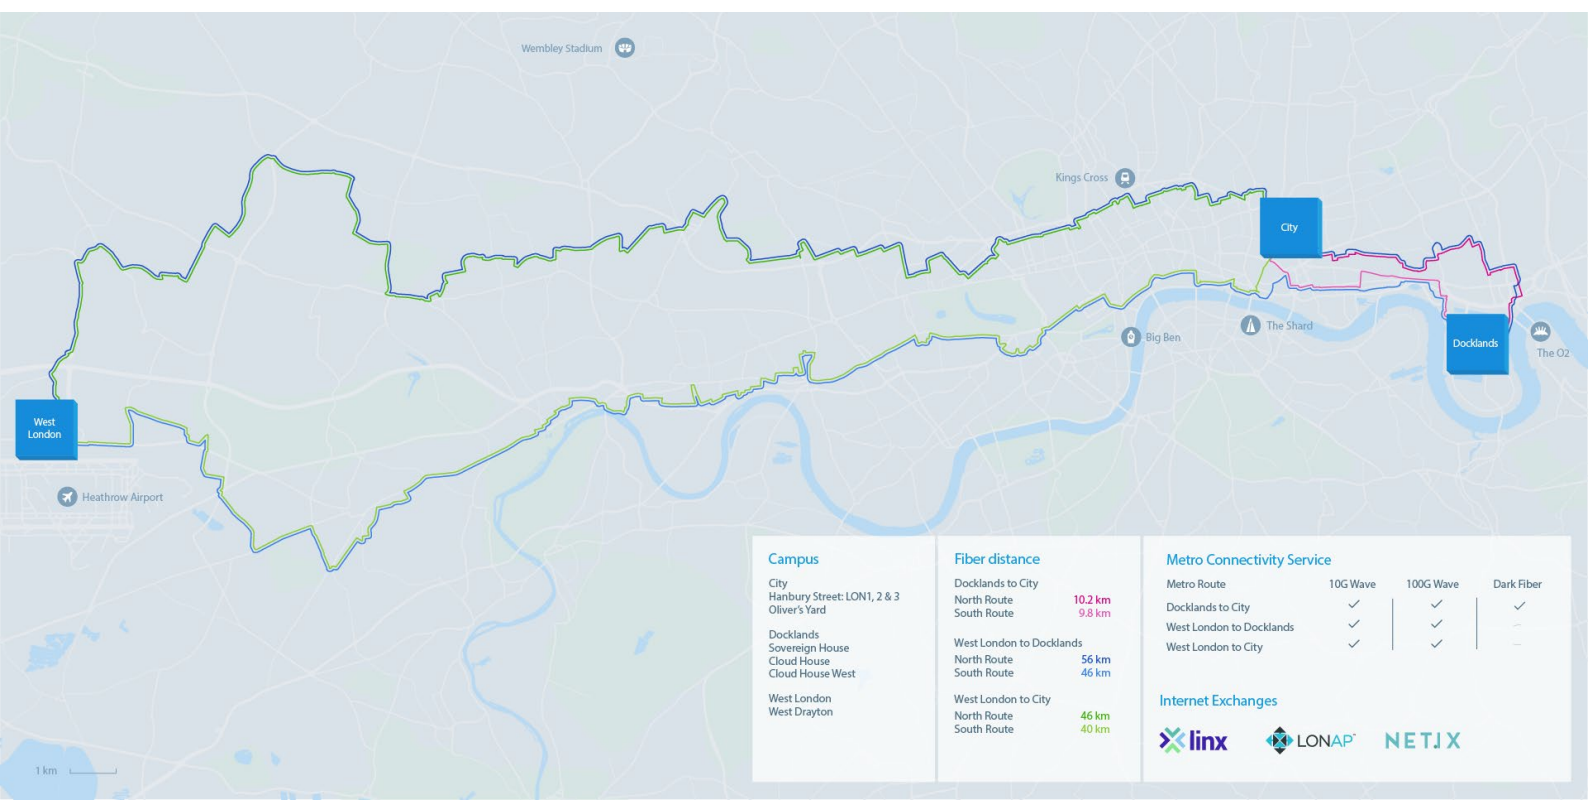 Wembley Stadium
Kings Cross
City
The Shard
Big Ben
Docklands
The O2
West
London
Heathrow Airport
1 km
Campus
City
Hanbury Street: LON1, 2 & 3
Oliver's Yard
Docklands
Sovereign House
Cloud House
Cloud House West
West London
West Drayton
Fiber distance
Docklands to City
North Route 10.2 km
South Route 9.8 km
West London to Docklands
North Route 56 km
South Route 46 km
West London to City
North Route 46 km
South Route 40 km
Metro Connectivity Service
Metro Route 10G Wave 100G Wave Dark Fiber
Docklands to City
West London to Docklands
West London to City
Internet Exchanges
linx LONAP NETIX